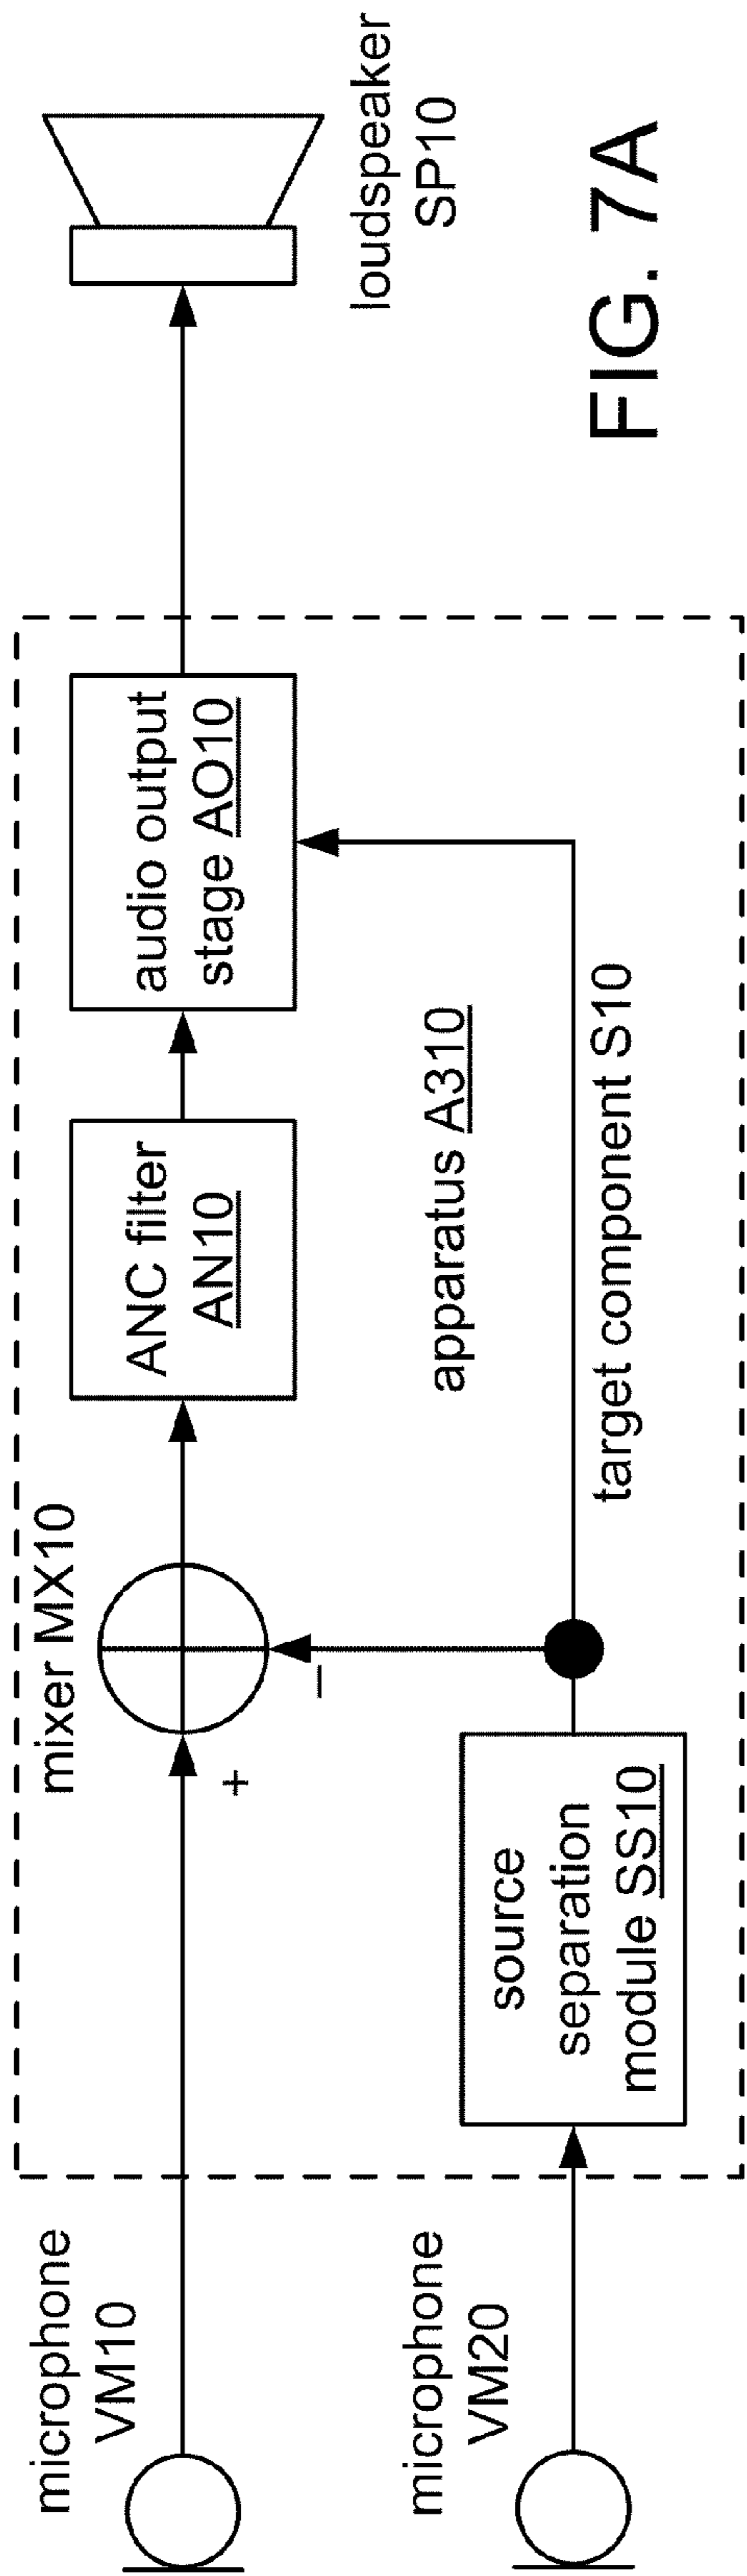 microphone
VM10
mixer MX10
+
–
ANC filter
AN10
audio output
stage AO10
loudspeaker
SP10
microphone
VM20
source
separation
module SS10
apparatus A310
target component S10
FIG. 7A